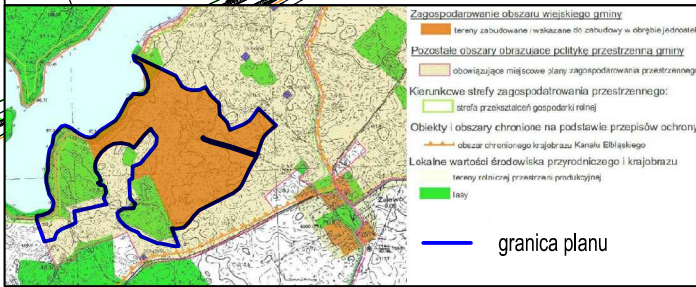 Zagospodarowanie obszaru wiejskiego gminy
tereny zabudowane i wskazane do zabudowy w obrębie jednostek
Pozostałe obszary obrazujące politykę przestrzenną gminy
obowiązujące miejscowe plany zagospodarowania przestrzennego
Kierunkowe strefy zagospodatrowania przestrzennego:
strefa przekształceń gospodarki rolnej
Obiekty i obszary chronione na podstawie przepisów ochrony
obszar chronionego krajobrazu Kanału Elbląskiego
Lokalne wartości środowiska przyrodniczego i krajobrazu
tereny rolniczej przestrzeni produkcyjnej
lasy
granica planu
Zalewo